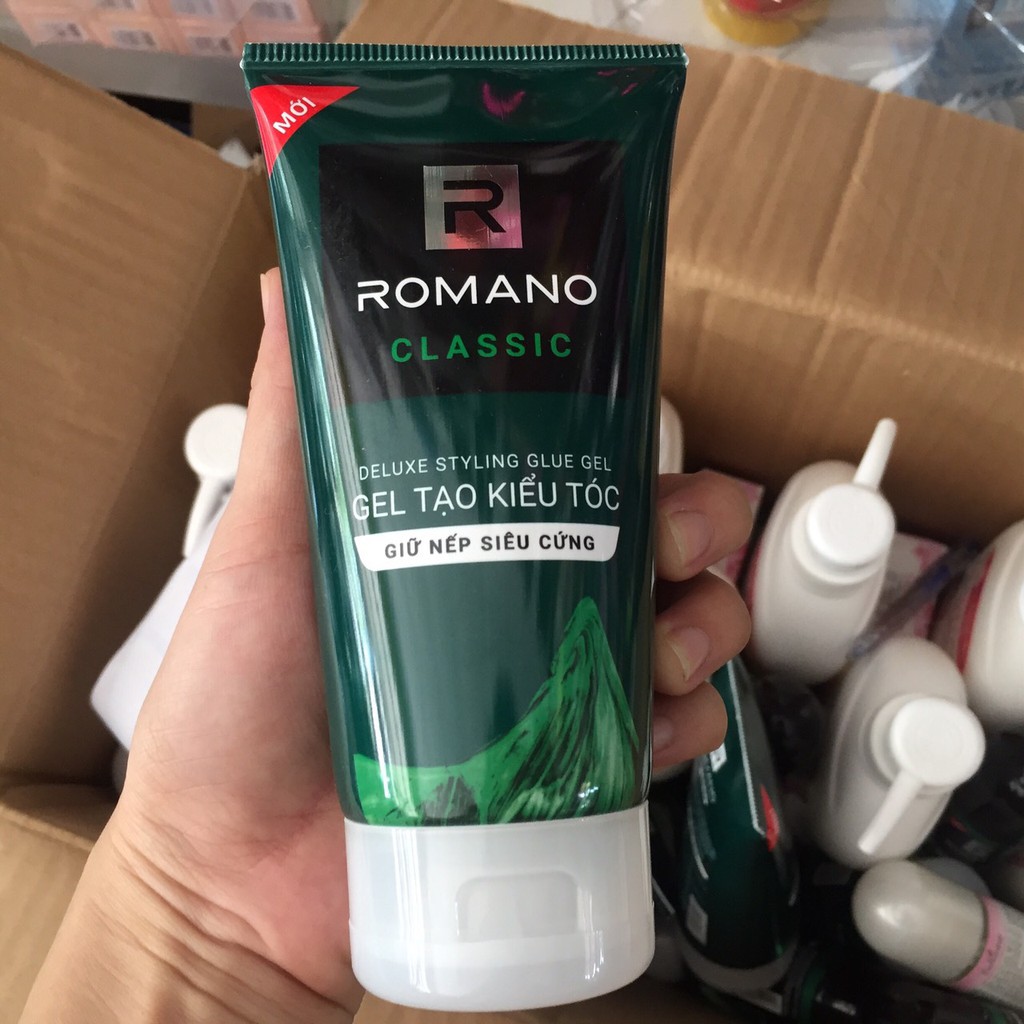 MỚI
R
ROMANO
CLASSIC
DELUXE STYLING GLUE GEL
GEL TẠO KIỂU TÓC
GIỮ NẾP SIÊU CỨNG